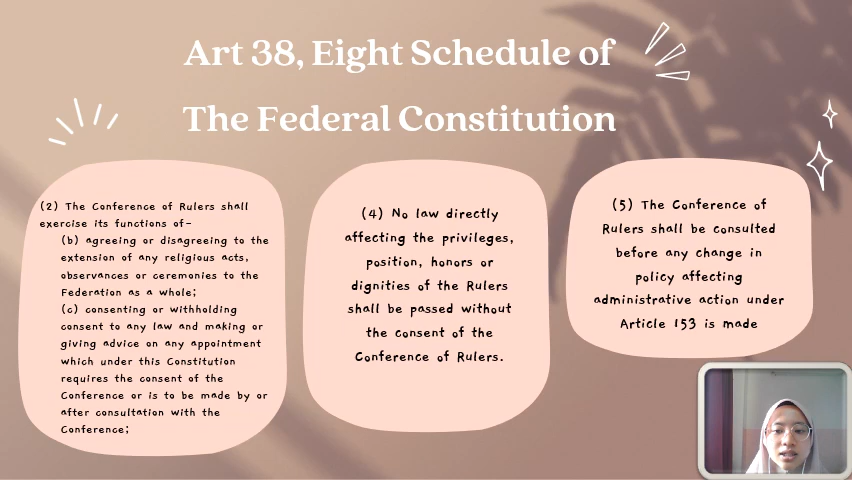 Art 38, Eight Schedule of
The Federal Constitution
(2) The Conference of Rulers shall
exercise its functions of-
(b) agreeing or disagreeing to the
extension of any religious acts,
observances or ceremonies to the
Federation as a whole;
(c) consenting or withholding
consent to any law and making or
giving advice on any appointment
which under this Constitution
requires the consent of the
Conference or is to be made by or
after consultation with the
Conference;
(4) No law directly
affecting the privileges,
position, honors or
dignities of the Rulers
shall be passed without
the consent of the
Conference of Rulers.
(5) The Conference of
Rulers shall be consulted
before any change in
policy affecting
administrative action under
Article 153 is made